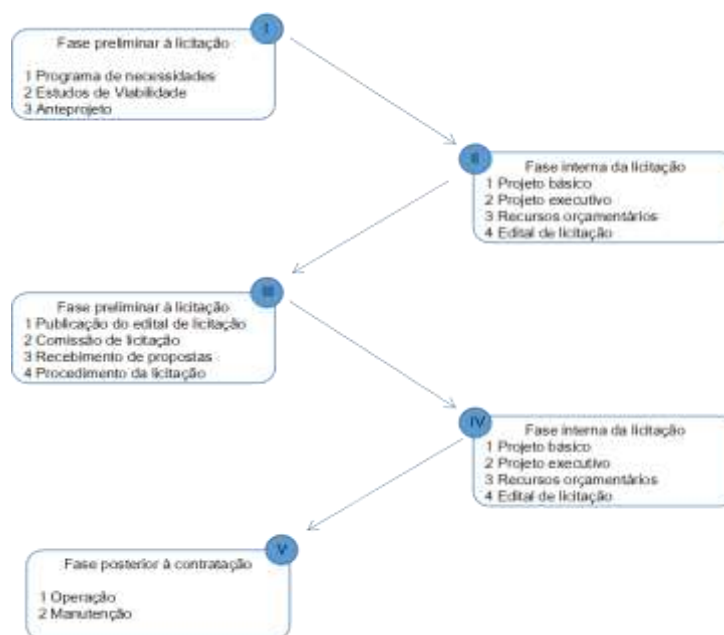 I
Fase preliminar à licitação
1 Programa de necessidades
2 Estudos de Viabilidade
3 Anteprojeto
II
Fase interna da licitação
1 Projeto básico
2 Projeto executivo
3 Recursos orçamentários
4 Edital de licitação
III
Fase preliminar à licitação
1 Publicação do edital de licitação
2 Comissão de licitação
3 Recebimento de propostas
4 Procedimento da licitação
IV
Fase interna da licitação
1 Projeto básico
2 Projeto executivo
3 Recursos orçamentários
4 Edital de licitação
V
Fase posterior à contratação
1 Operação
2 Manutenção